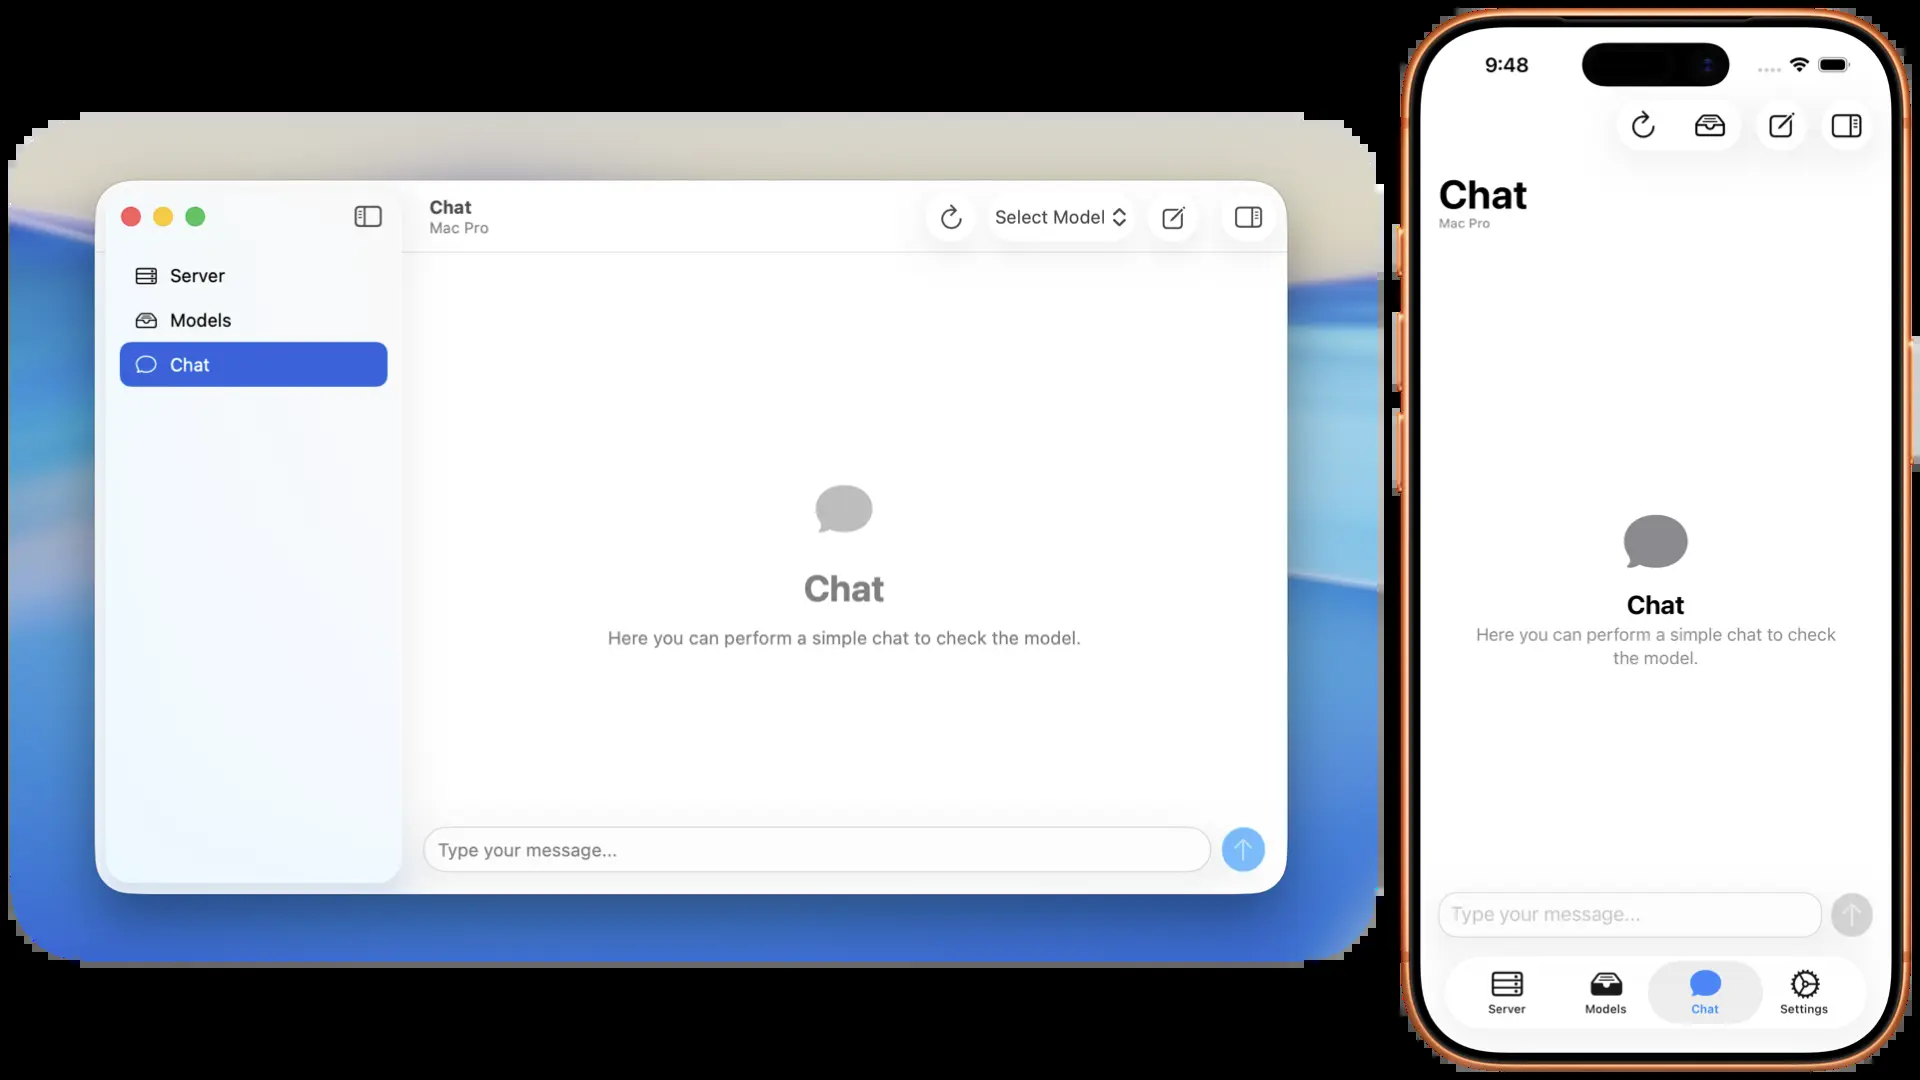 Chat
Mac Pro
Select Model
Server
Models
Chat
Chat
Here you can perform a simple chat to check the model.
Type your message...
9:48
Chat
Mac Pro
Chat
Here you can perform a simple chat to check
the model.
Type your message...
Server
Models
Chat
Settings